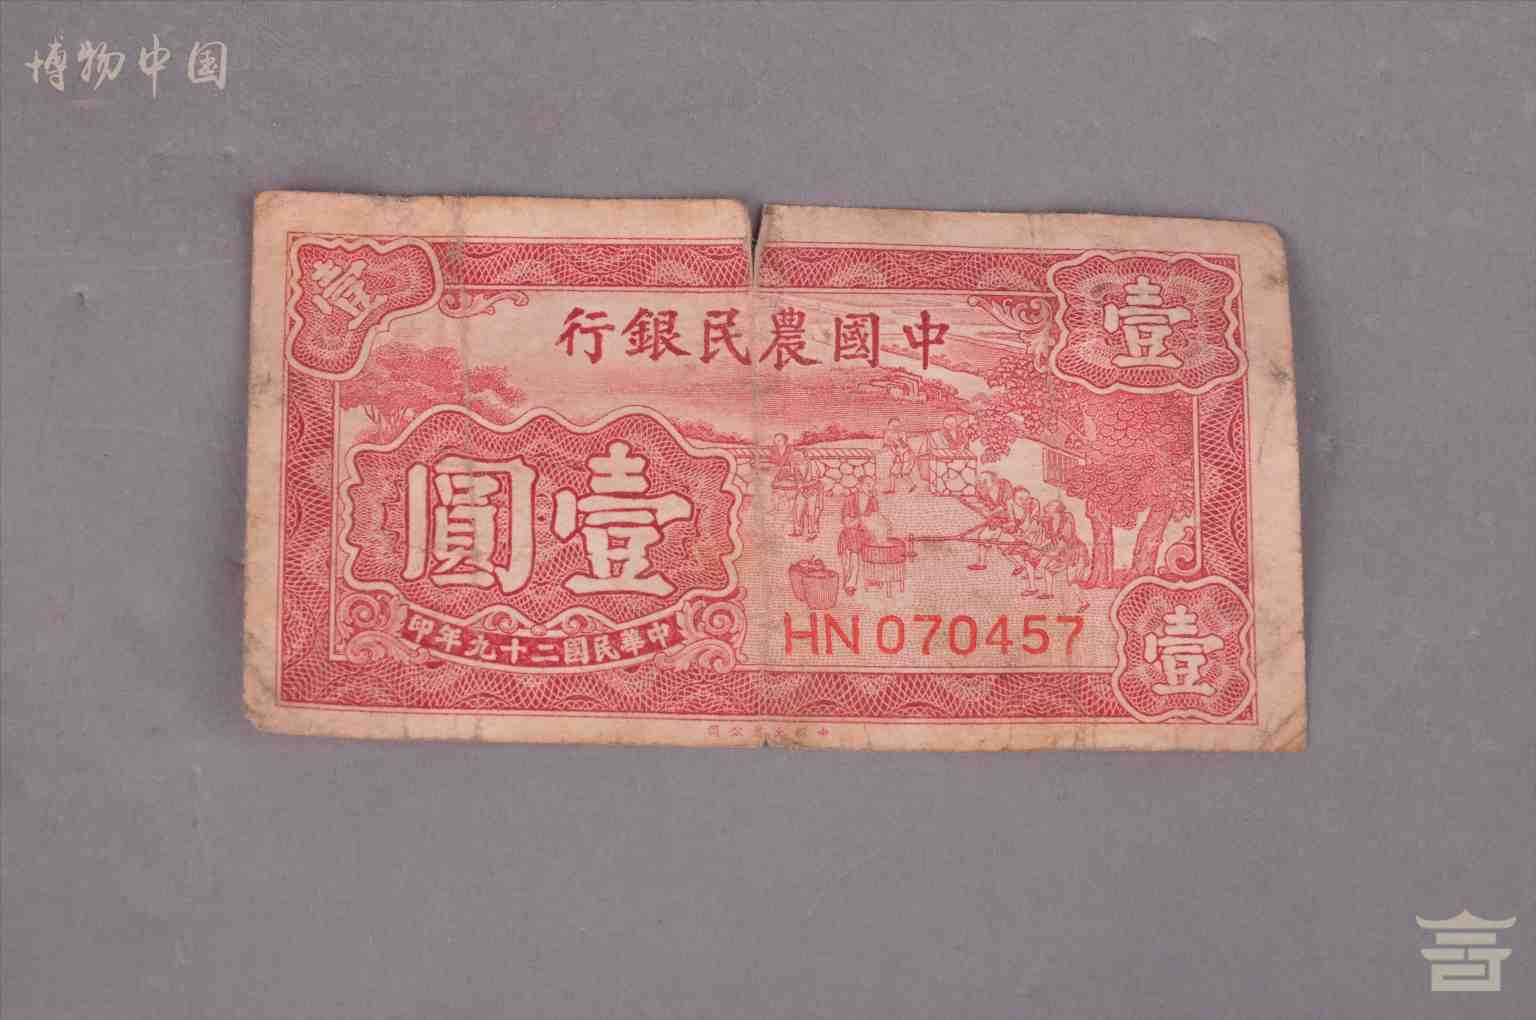 博物中国
壹
壹
中國農民銀行
壹圓
中華民國二十九年印
HN070457
壹